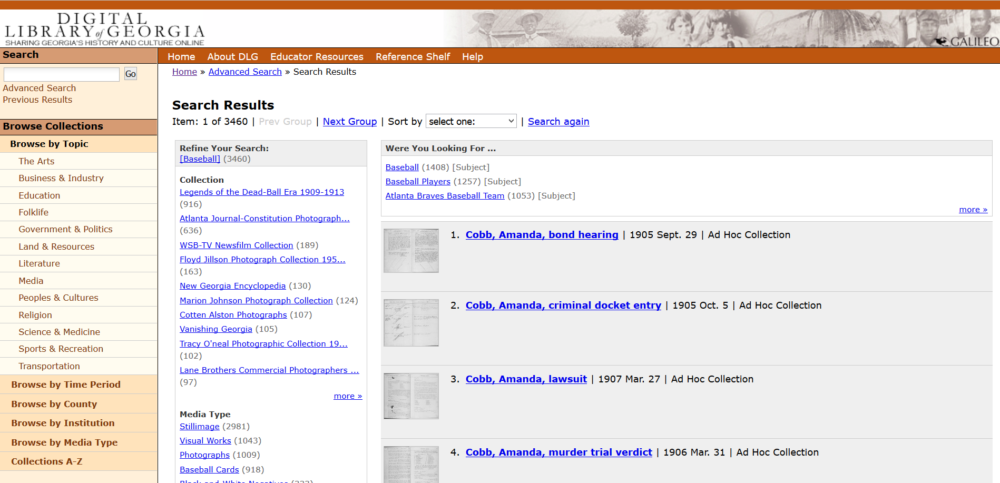 DIGITAL
LIBRARY of GEORGIA
SHARING GEORGIA'S HISTORY AND CULTURE ONLINE
GALILEO
Search
Go
Advanced Search
Previous Results
Browse Collections
Browse by Topic
The Arts
Business & Industry
Education
Folklife
Government & Politics
Land & Resources
Literature
Media
Peoples & Cultures
Religion
Science & Medicine
Sports & Recreation
Transportation
Browse by Time Period
Browse by County
Browse by Institution
Browse by Media Type
Collections A-Z
Home About DLG Educator Resources Reference Shelf Help
Home » Advanced Search » Search Results
Search Results
Item: 1 of 3460 | Prev Group | Next Group | Sort by select one: | Search again
Refine Your Search:
[Baseball] (3460)
Collection
Legends of the Dead-Ball Era 1909-1913
(916)
Atlanta Journal-Constitution Photograph...
(636)
WSB-TV Newsfilm Collection (189)
Floyd Jillson Photograph Collection 195...
(163)
New Georgia Encyclopedia (130)
Marion Johnson Photograph Collection (124)
Cotten Alston Photographs (107)
Vanishing Georgia (105)
Tracy O'neal Photographic Collection 19...
(102)
Lane Brothers Commercial Photographers ...
(97)
more »
Media Type
Stillimage (2981)
Visual Works (1043)
Photographs (1009)
Baseball Cards (918)
Were You Looking For ...
Baseball (1408) [Subject]
Baseball Players (1257) [Subject]
Atlanta Braves Baseball Team (1053) [Subject]
more »
1. Cobb, Amanda, bond hearing | 1905 Sept. 29 | Ad Hoc Collection
2. Cobb, Amanda, criminal docket entry | 1905 Oct. 5 | Ad Hoc Collection
3. Cobb, Amanda, lawsuit | 1907 Mar. 27 | Ad Hoc Collection
4. Cobb, Amanda, murder trial verdict | 1906 Mar. 31 | Ad Hoc Collection